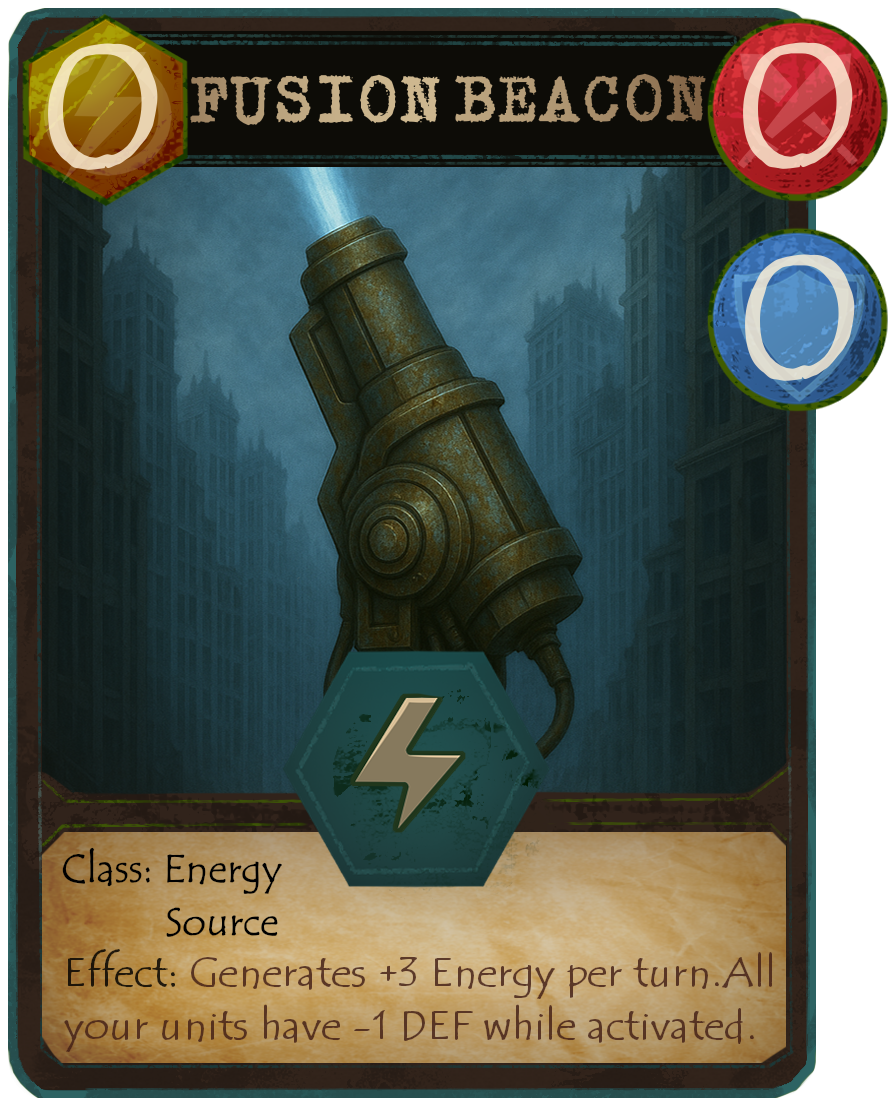 0 FUSION BEACON 0
0
Class: Energy
Source
Effect: Generates +3 Energy per turn.All
your units have -1 DEF while activated.